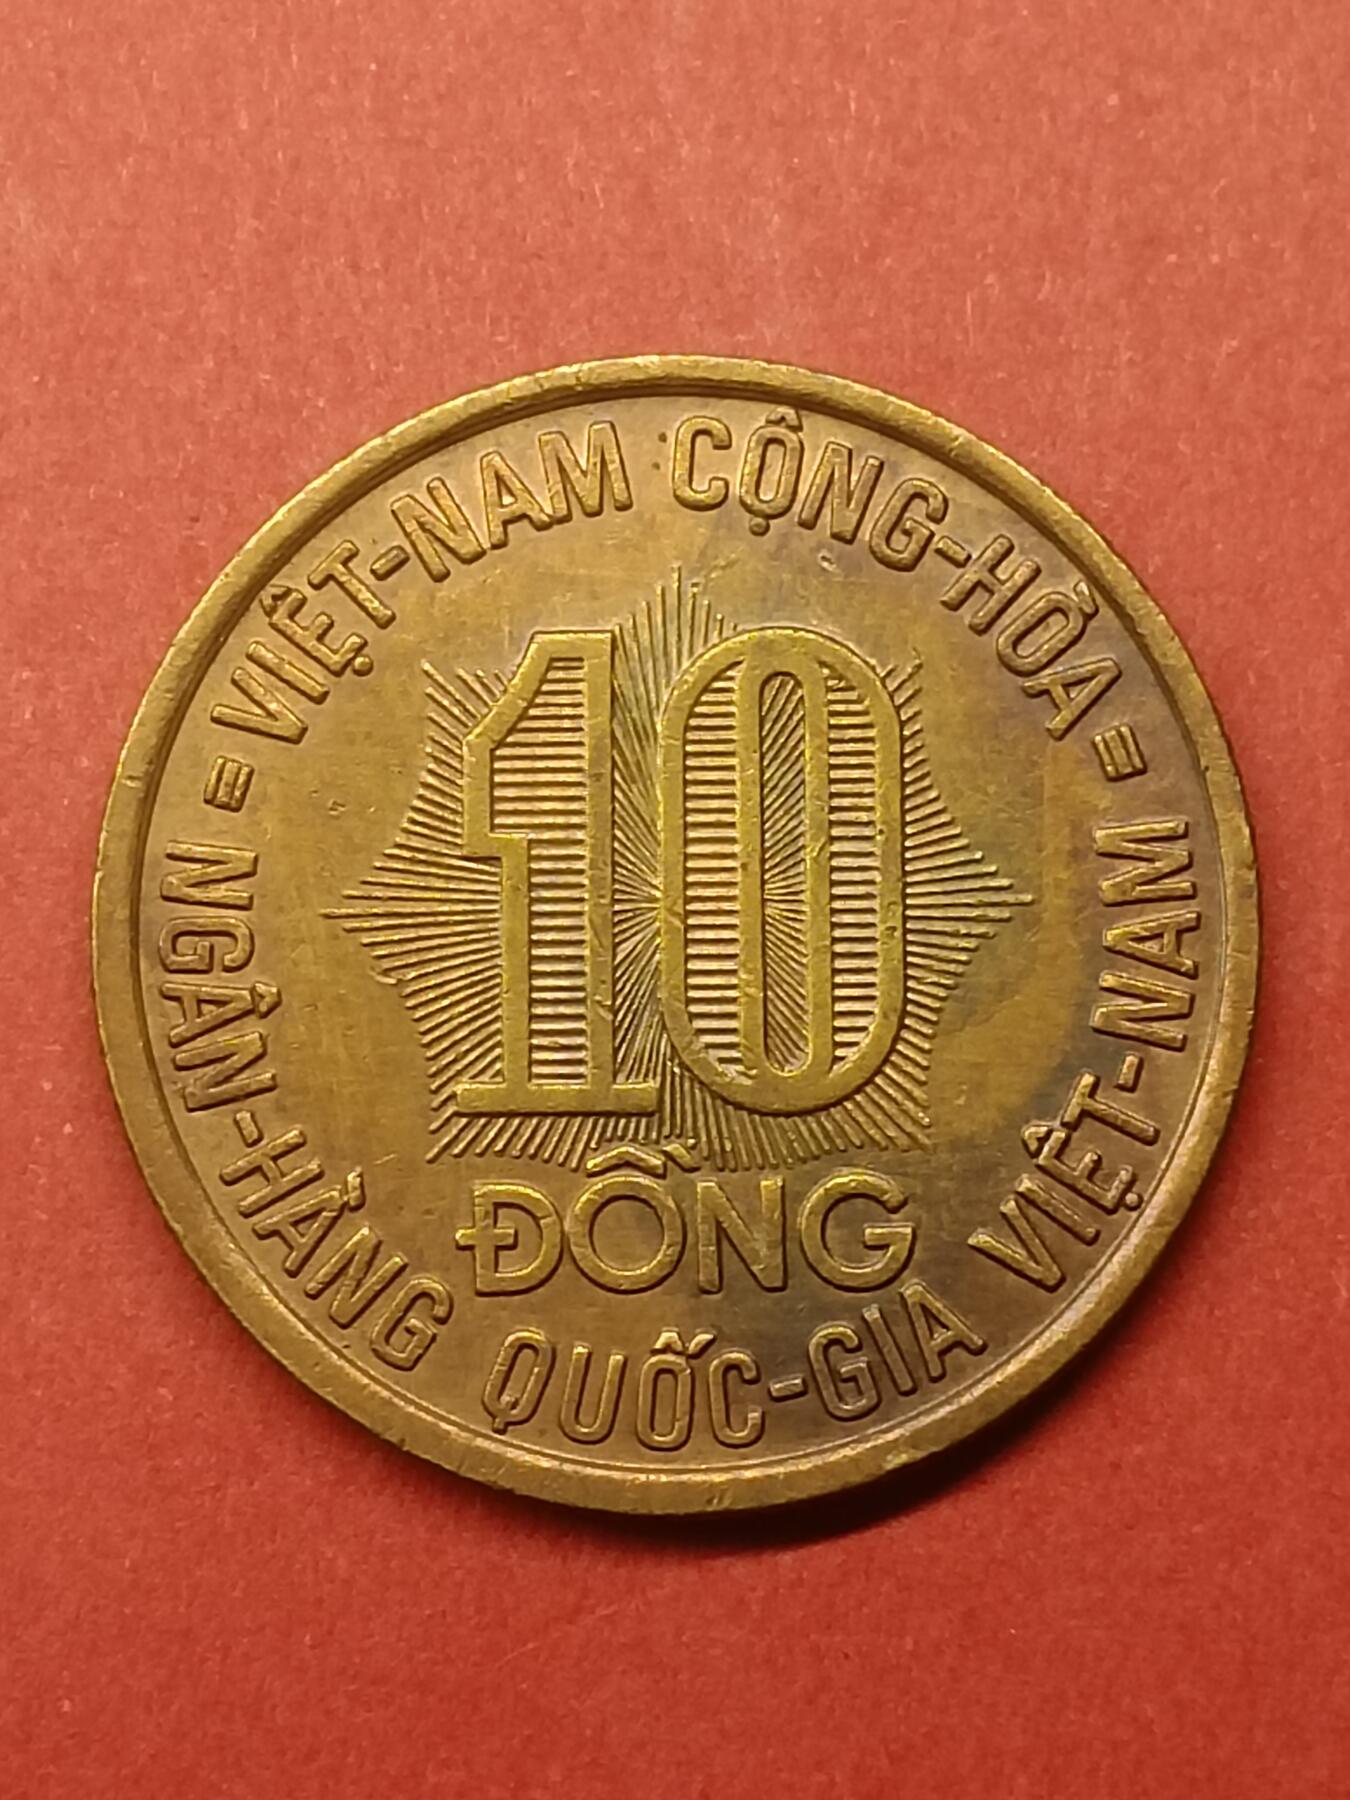 VIỆT-NAM CỘNG-HÒA
10
ĐỒNG
NGÂN-HÀNG QUỐC-GIA VIỆT-NAM